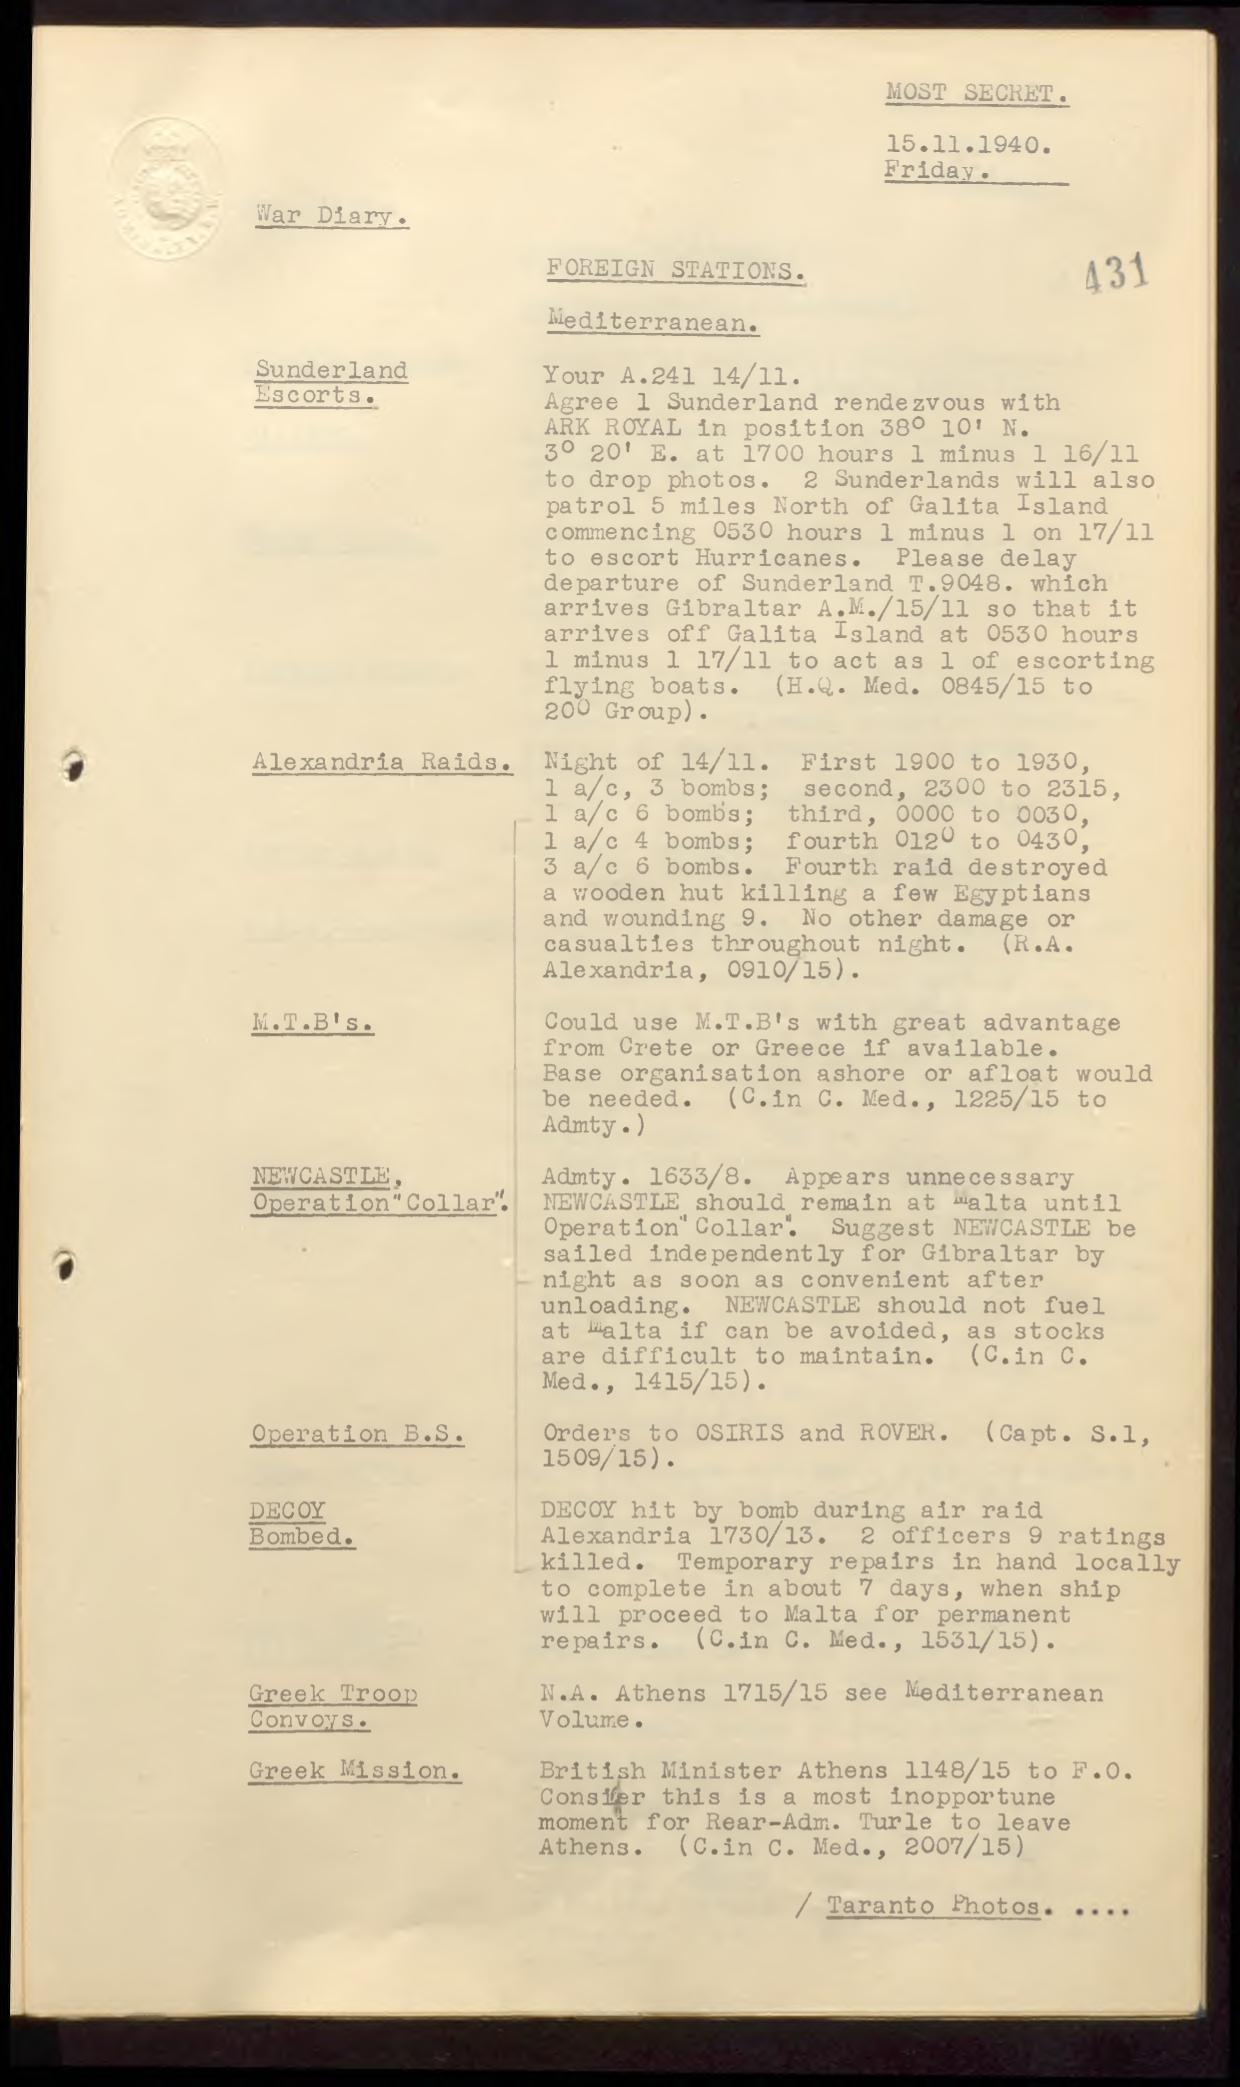 MOST SECRET.
15.11.1940.
Friday.
War Diary.
FOREIGN STATIONS.
431
Mediterranean.
Sunderland
Escorts.
Your A.241 14/11.
Agree 1 Sunderland rendezvous with
ARK ROYAL in position 38° 10' N.
3° 20' E. at 1700 hours 1 minus 1 16/11
to drop photos. 2 Sunderlands will also
patrol 5 miles North of Galita Island
commencing 0530 hours 1 minus 1 on 17/11
to escort Hurricanes. Please delay
departure of Sunderland T.9048. which
arrives Gibraltar A.M./15/11 so that it
arrives off Galita Island at 0530 hours
1 minus 1 17/11 to act as 1 of escorting
flying boats. (H.Q. Med. 0845/15 to
200 Group).
Alexandria Raids.
Night of 14/11. First 1900 to 1930,
1 a/c, 3 bombs; second, 2300 to 2315,
1 a/c 6 bombs; third, 0000 to 0030,
1 a/c 4 bombs; fourth 0120 to 0430,
3 a/c 6 bombs. Fourth raid destroyed
a wooden hut killing a few Egyptians
and wounding 9. No other damage or
casualties throughout night. (R.A.
Alexandria, 0910/15).
M.T.B's.
Could use M.T.B's with great advantage
from Crete or Greece if available.
Base organisation ashore or afloat would
be needed. (C.in C. Med., 1225/15 to
Admty.)
NEWCASTLE,
Operation "Collar".
Admty. 1633/8. Appears unnecessary
NEWCASTLE should remain at Malta until
Operation "Collar". Suggest NEWCASTLE be
sailed independently for Gibraltar by
night as soon as convenient after
unloading. NEWCASTLE should not fuel
at Malta if can be avoided, as stocks
are difficult to maintain. (C.in C.
Med., 1415/15).
Operation B.S.
Orders to OSIRIS and ROVER. (Capt. S.1,
1509/15).
DECOY
Bombed.
DECOY hit by bomb during air raid
Alexandria 1730/13. 2 officers 9 ratings
killed. Temporary repairs in hand locally
to complete in about 7 days, when ship
will proceed to Malta for permanent
repairs. (C.in C. Med., 1531/15).
Greek Troop
Convoys.
N.A. Athens 1715/15 see Mediterranean
Volume.
Greek Mission.
British Minister Athens 1148/15 to F.O.
Consider this is a most inopportune
moment for Rear-Adm. Turle to leave
Athens. (C.in C. Med., 2007/15)
/ Taranto Photos. ....